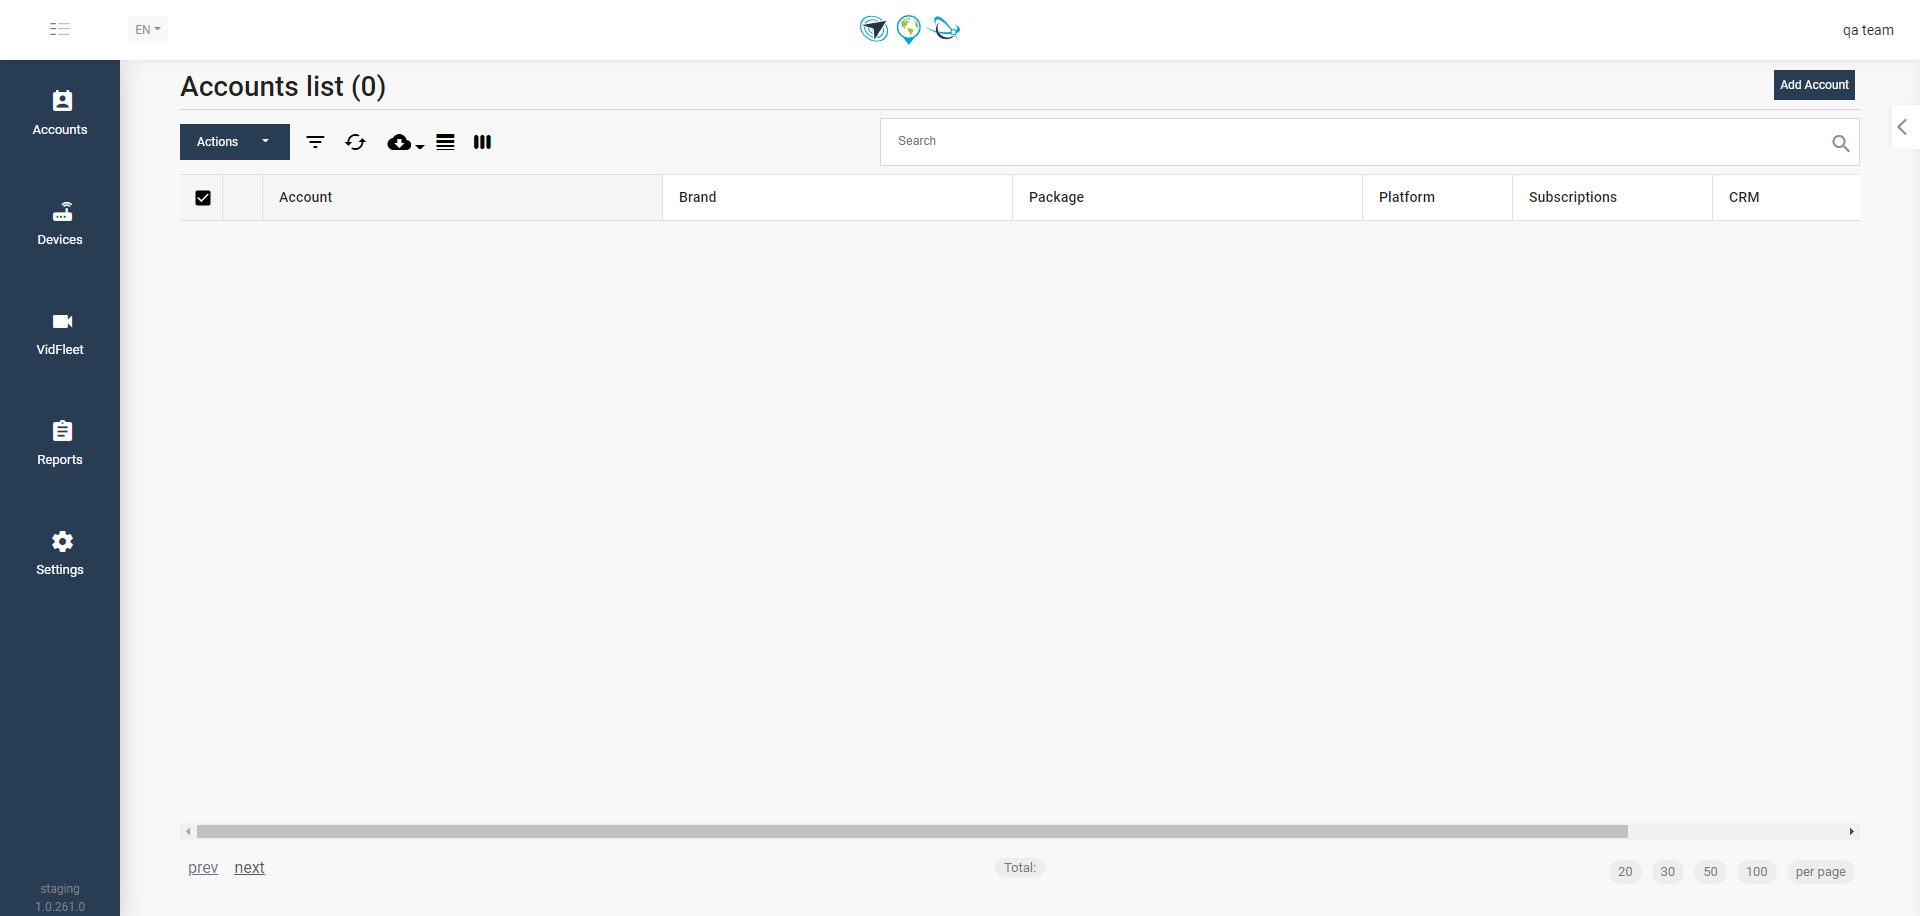 EN
qa team
Accounts
Devices
VidFleet
Reports
Settings
staging
1.0.261.0
Accounts list (0)
Add Account
Actions
Search
Account
Brand
Package
Platform
Subscriptions
CRM
prev
next
Total:
20
30
50
100
per page